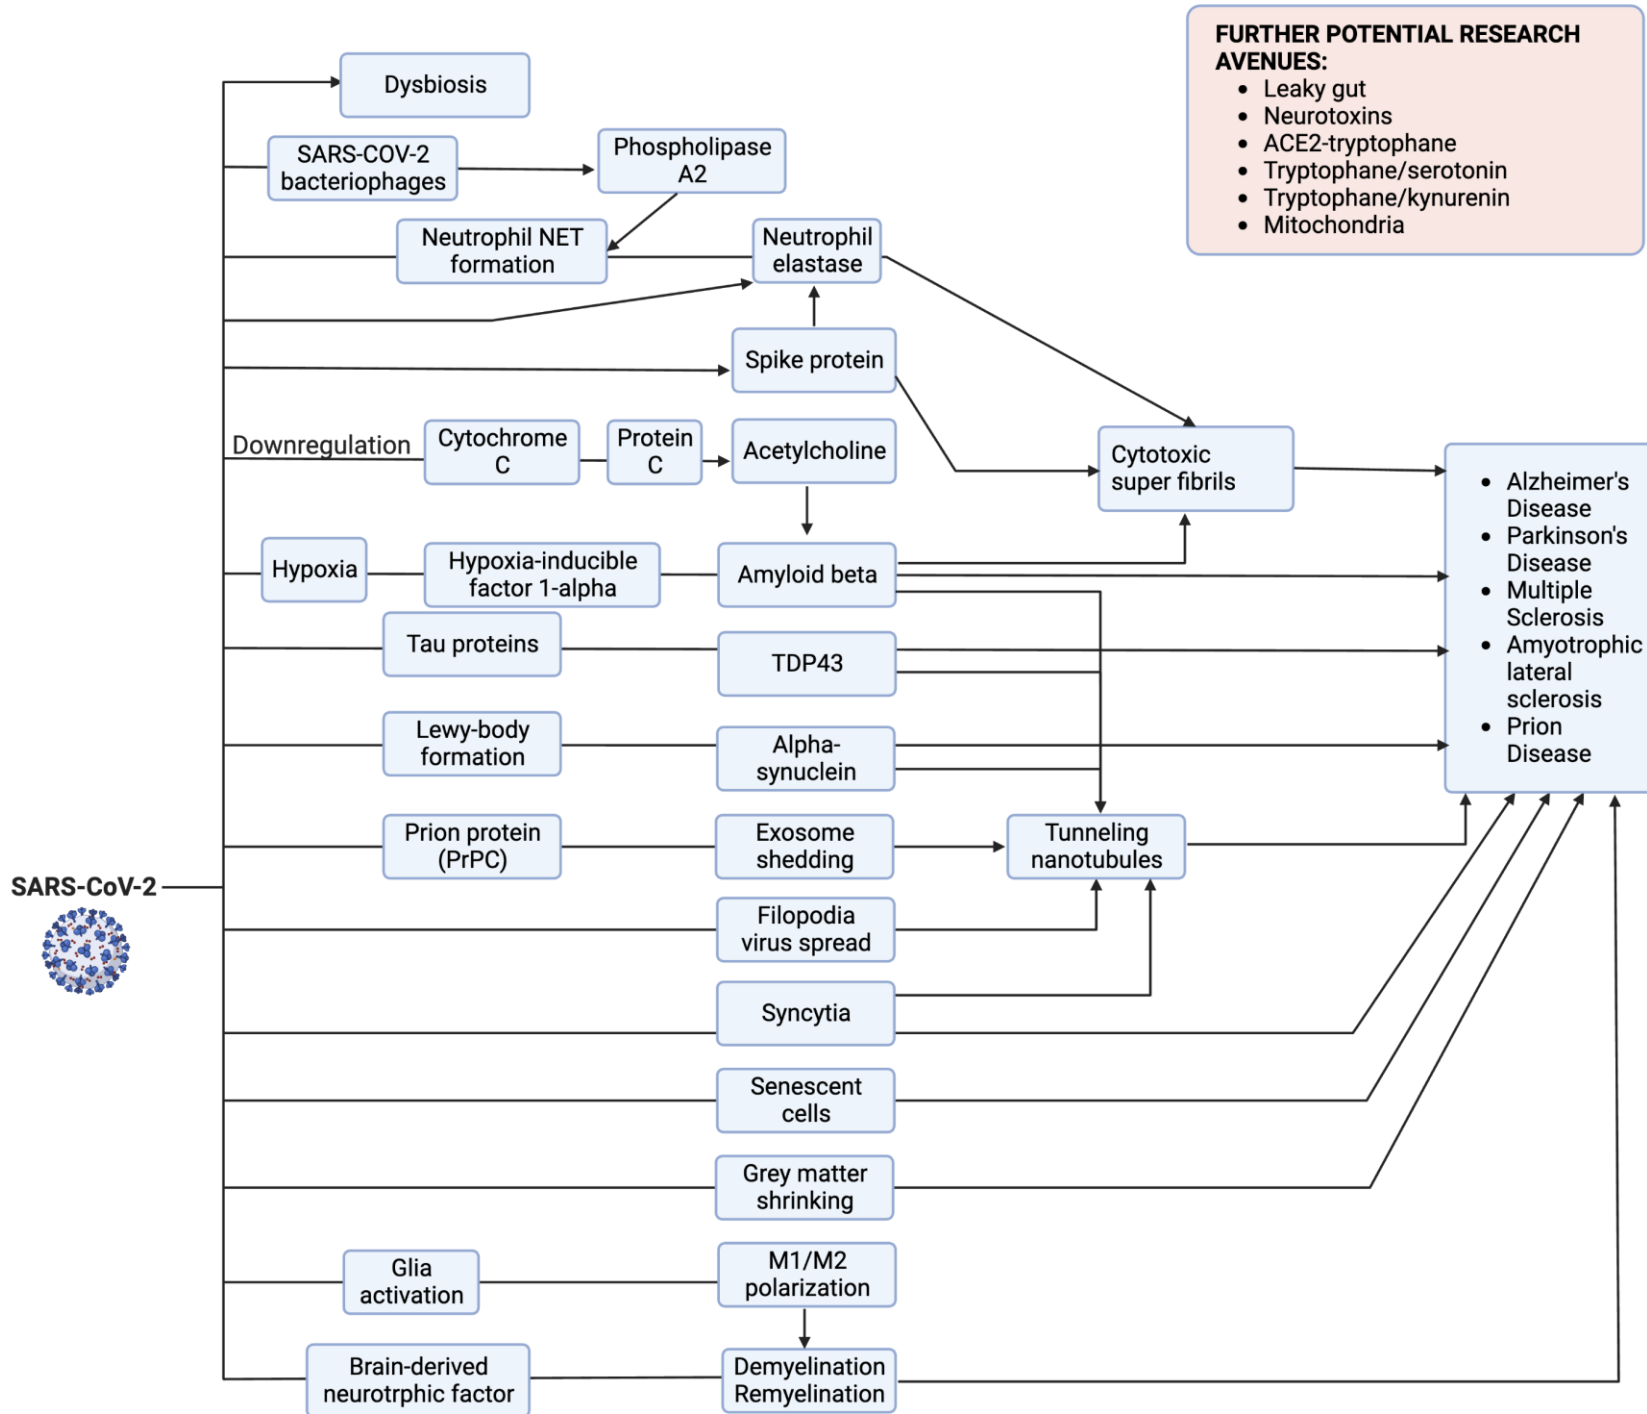 FURTHER POTENTIAL RESEARCH
AVENUES:
• Leaky gut
• Neurotoxins
• ACE2-tryptophane
• Tryptophane/serotonin
• Tryptophane/kynurenin
• Mitochondria
Dysbiosis
SARS-COV-2
bacteriophages
Phospholipase
A2
Neutrophil NET
formation
Neutrophil
elastase
Spike protein
Downregulation
Cytochrome
C
Protein
C
Acetylcholine
Cytotoxic
super fibrils
Hypoxia
Hypoxia-inducible
factor 1-alpha
Amyloid beta
Tau proteins
TDP43
Lewy-body
formation
Alpha-
synuclein
Prion protein
(PrPC)
Exosome
shedding
Tunneling
nanotubules
• Alzheimer's
Disease
• Parkinson's
Disease
• Multiple
Sclerosis
• Amyotrophic
lateral
sclerosis
• Prion
Disease
SARS-CoV-2
Filopodia
virus spread
Syncytia
Senescent
cells
Grey matter
shrinking
Glia
activation
M1/M2
polarization
Brain-derived
neurotrphic factor
Demyelination
Remyelination